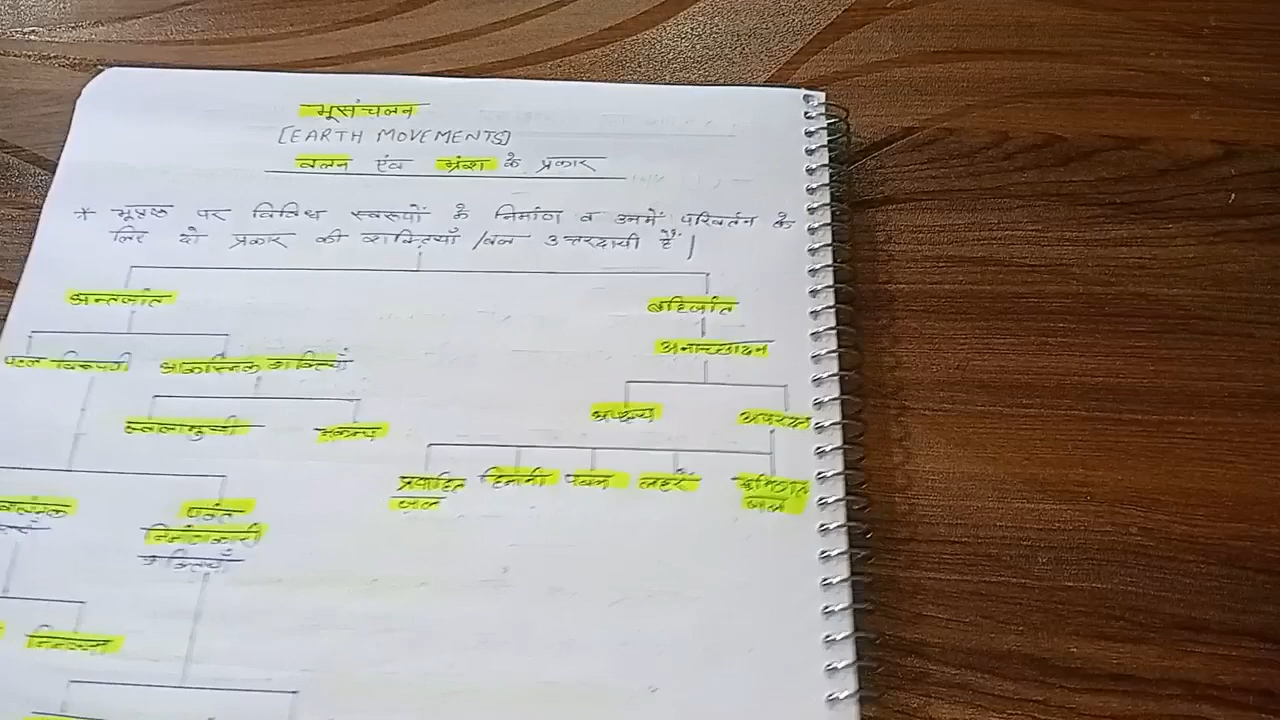 भूसंचलन
[EARTH MOVEMENTS]
वलन एंव भ्रंश के प्रकार
* भूपटल पर विविध स्वरूपों के निर्माण व उनमें परिवर्तन के
लिए दो प्रकार की शक्तियाँ /बल उत्तरदायी हैं |
अन्तर्जात
बहिर्जात
पटल विरूपणी आकस्मिक शक्तियाँ
अनाच्छादन
ज्वालामुखी भूकम्प
अपक्षय अपरदन
प्रवाहित जल
हिमानी पवन लहरें
भूमिगत जल
पर्वत
निर्माणकारी
शक्तियाँ